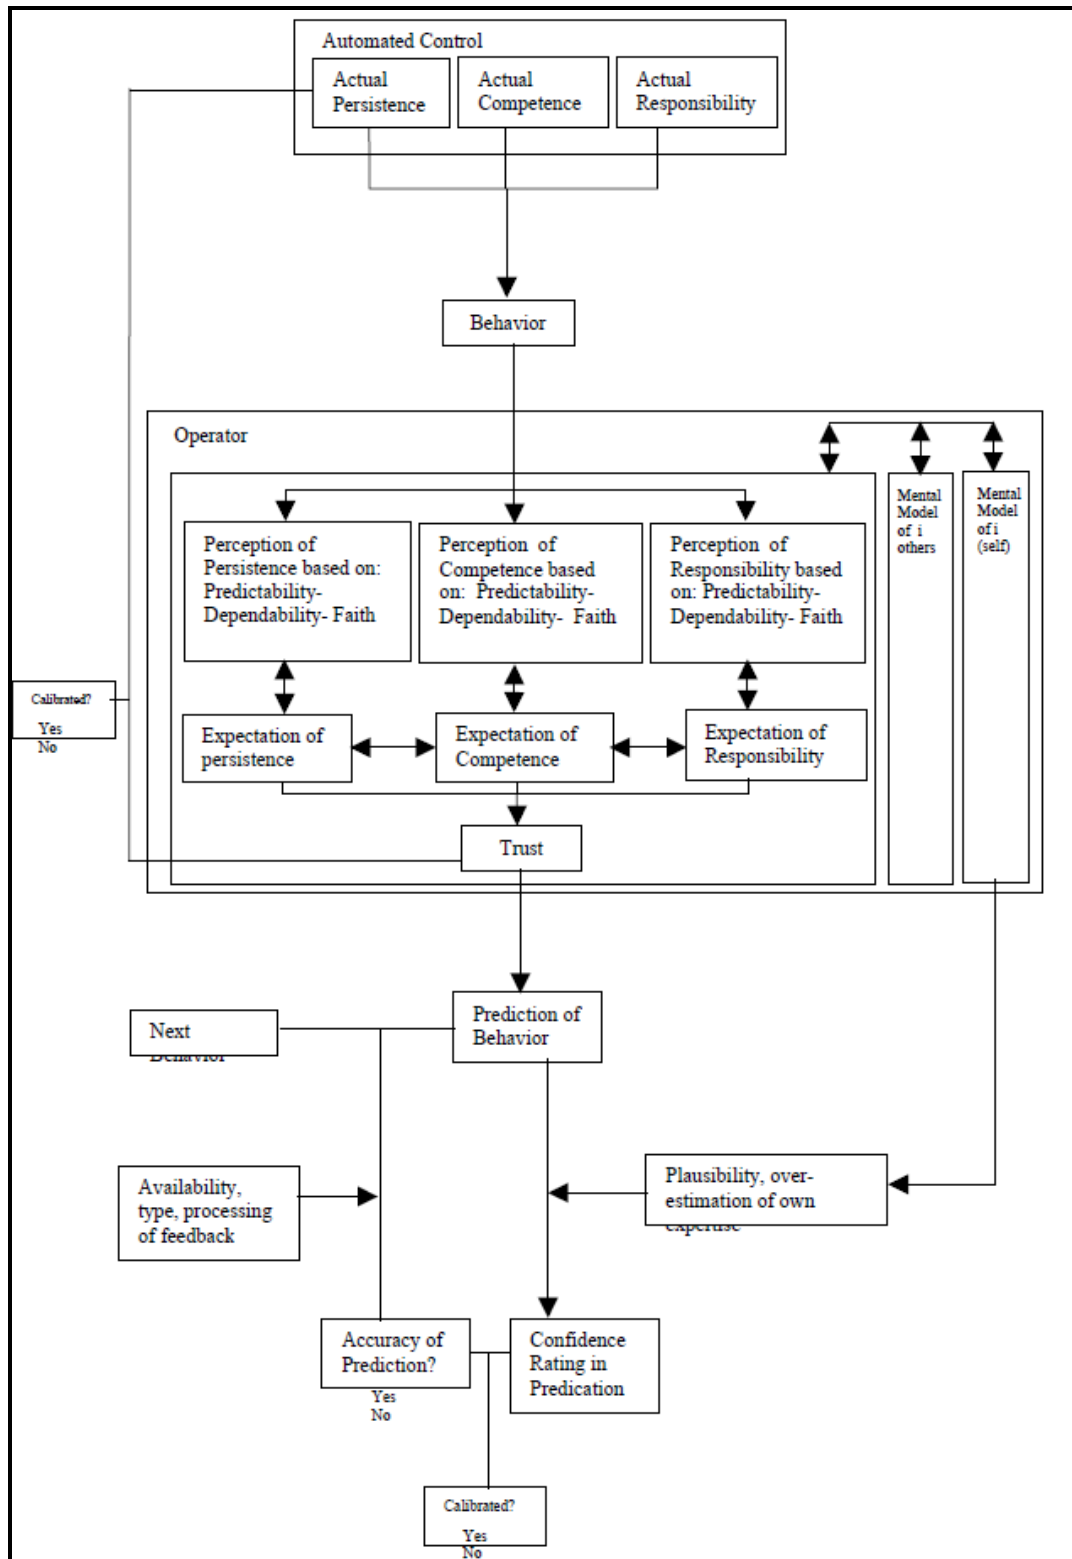 Automated Control
Actual
Persistence
Actual
Competence
Actual
Responsibility
Behavior
Operator
Mental
Model
of i
others
Mental
Model
of i
(self)
Perception of
Persistence based on:
Predictability-
Dependability- Faith
Perception of
Competence based
on: Predictability-
Dependability- Faith
Perception of
Responsibility based
on: Predictability-
Dependability- Faith
Calibrated?
Yes
No
Expectation of
persistence
Expectation of
Competence
Expectation of
Responsibility
Trust
Prediction of
Behavior
Next
Behavior
Availability,
type, processing
of feedback
Plausibility, over-
estimation of own
expertise
Accuracy of
Prediction?
Yes
No
Confidence
Rating in
Predication
Calibrated?
Yes
No